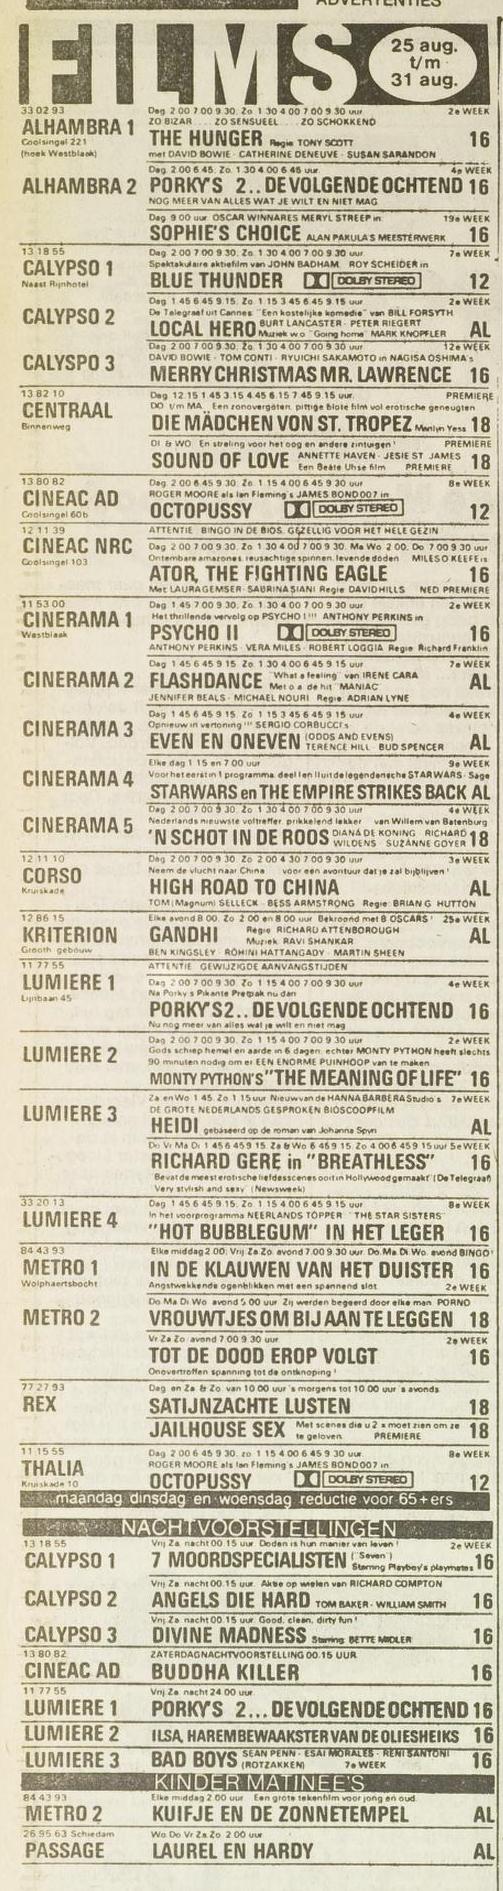 ADVERTENTIES
FILMS
25 aug.
t/m
31 aug.
33 02 93
Dag 2.00 7.00 9.30. Zo. 1.30 4.00 7.00 9.30 uur
2e WEEK
ZO BIZAR .... ZO SENSUEEL .... ZO SCHOKKEND
ALHAMBRA 1
Coolsingel 221
(hoek Westblaak)
THE HUNGER Regie TONY SCOTT 16
met DAVID BOWIE - CATHERINE DENEUVE - SUSAN SARANDON
Dag. 2.00 6.45. Zo. 1.30 4.00 6.45 uur. 4e WEEK
ALHAMBRA 2 PORKY'S 2.. DE VOLGENDE OCHTEND 16
NOG MEER VAN ALLES WAT JE WILT EN NIET MAG
Dag 9.00 uur. OSCAR WINNARES MERYL STREEP in 19e WEEK
SOPHIE'S CHOICE ALAN PAKULA'S MEESTERWERK 16
13 18 55
Dag 2.00 7.00 9.30. Zo. 1.30 4.00 7.00 9.30 uur 7e WEEK
CALYPSO 1
Naast Rijnhotel
Spektakulaire aktiefilm van JOHN BADHAM. ROY SCHEIDER in
BLUE THUNDER DOLBY STEREO 12
Dag 1.45 6.45 9.15. Zo. 1.15 3.45 6.45 9.15 uur 2e WEEK
De Telegraaf uit Cannes "Een kostelijke komedie" van BILL FORSYTH
CALYPSO 2
LOCAL HERO BURT LANCASTER - PETER RIEGERT AL
Muziek w.o "Going home" MARK KNOPFLER
Dag 2.00 7.00 9.30. Zo. 1.30 4.00 7.00 9.30 uur 12e WEEK
DAVID BOWIE - TOM CONTI - RYUICHI SAKAMOTO in NAGISA OSHIMA's
CALYSPO 3 MERRY CHRISTMAS MR. LAWRENCE 16
13 82 10
Dag 12.15 1.45 3.15 4.45 6.15 7.45 9.15 uur. PREMIERE
CENTRAAL
Binnenweg
DO t/m MA. Een zonovergoten, pittige blote film vol erotische geneugten
DIE MÄDCHEN VON ST. TROPEZ Marilyn Yess 18
DI & WO. En streling voor het oog en andere zintuigen! PREMIERE
SOUND OF LOVE ANNETTE HAVEN - JESIE ST JAMES 18
Een Beate Uhse film PREMIERE
13 80 82
Dag 2.00 6.45 9.30. Zo. 1.15 4.00 6.45 9.30 uur 8e WEEK
CINEAC AD
Coolsingel 60b
ROGER MOORE als Ian Fleming's JAMES BOND 007 in
OCTOPUSSY DOLBY STEREO 12
12 11 39
ATTENTIE BINGO IN DE BIOS. GEZELLIG VOOR HET HELE GEZIN
CINEAC NRC
Coolsingel 103
Dag 2.00 7.00 9.30. Zo. 1.30 4.00 7.00 9.30. Ma Wo 2.00. Do 7.00 9.30 uur
Ontembare amazones, reusachtige spinnen, levende doden MILES O KEEFE is
ATOR, THE FIGHTING EAGLE 16
Met LAURA GEMSER - SABRINA SIANI Regie DAVID HILLS NED PREMIERE
11 53 00
Dag 1.45 7.00 9.30 Zo. 1.30 4.00 7.00 9.30 uur 2e WEEK
CINERAMA 1
Westblaak
Het thrillende vervolg op PSYCHO!!!! ANTHONY PERKINS in
PSYCHO II DOLBY STEREO 16
ANTHONY PERKINS - VERA MILES - ROBERT LOGGIA Regie Richard Franklin
Dag 1.45 6.45 9.15 Zo. 1.15 4.00 6.45 9.15 uur 7e WEEK
CINERAMA 2 FLASHDANCE "What a feeling" van IRENE CARA AL
Met o.a. de hit "MANIAC"
JENNIFER BEALS - MICHAEL NOURI Regie ADRIAN LYNE
Dag 1.45 6.45 9.15 Zo 1.15 3.45 6.45 9.15 uur 4e WEEK
Opnieuw in vertoning!!! SERGIO CORBUCCI's
CINERAMA 3
EVEN EN ONEVEN (ODDS AND EVENS) AL
TERENCE HILL BUD SPENCER
Elke dag 1.15 en 7.00 uur 9e WEEK
Voor het eerst in 1 programma, deel I en II uit de legendarische STARWARS-Sage
CINERAMA 4
STARWARS en THE EMPIRE STRIKES BACK AL
Dag 2.00 7.00 9.30 Zo. 1.30 4.00 7.00 9.30 uur 4e WEEK
Nederlands nieuwste voltreffer, prikkelend lekker van Willem van Batenburg
CINERAMA 5
'N SCHOT IN DE ROOS DIANA DE KONING RICHARD 18
WILDENS - SUZANNE GOYER
12 11 10
Dag 2.00 7.00 9.30. Zo 2.00 4.30 7.00 9.30 uur 3e WEEK
CORSO
Kruiskade
Neem de vlucht naar China voor een avontuur dat je zal bijblijven!
HIGH ROAD TO CHINA AL
TOM (Magnum) SELLECK - BESS ARMSTRONG Regie: BRIAN G. HUTTON
12 86 15
Elke avond 8.00. Zo. 2.00 en 8.00 uur. Bekroond met 8 OSCARS! 25e WEEK
KRITERION
Grooth gebouw
GANDHI Regie RICHARD ATTENBOROUGH AL
Muziek RAVI SHANKAR
BEN KINGSLEY - ROHINI HATTANGADY - MARTIN SHEEN
11 77 55
ATTENTIE GEWIJZIGDE AANVANGSTIJDEN
LUMIERE 1
Lijnbaan 45
Dag 2.00 7.00 9.30. Zo. 1.15 4.00 7.00 9.30 uur 4e WEEK
Na Porky's Pikante Pretpak nu dan
PORKY'S 2.. DE VOLGENDE OCHTEND 16
Nu nog meer van alles wat je wilt en niet mag
Dag 2.00 7.00 9.30. Zo. 1.15 4.00 7.00 9.30 uur 2e WEEK
LUMIERE 2
Gods schiep hemel en aarde in 6 dagen, echter MONTY PYTHON heeft slechts
90 minuten nodig om er EEN ENORME PUINHOOP van te maken
MONTY PYTHON'S "THE MEANING OF LIFE" 16
Za en Wo 1.45. Zo. 1.15 uur Nieuw van de HANNA BARBERA Studio's 7e WEEK
DE GROTE NEDERLANDS GESPROKEN BIOSCOOPFILM
LUMIERE 3
HEIDI gebaseerd op de roman van Johanna Spyri AL
Do Vr Ma Di 1.45 6.45 9.15. Za & Wo 6.45 9.15. Zo 4.00 6.45 9.15 uur 5e WEEK
RICHARD GERE in "BREATHLESS" 16
'Bevat de meest erotische liefdesscenes ooit in Hollywood gemaakt' (De Telegraaf)
Very stylish and sexy (Newsweek)
33 20 13
Dag 1.45 6.45 9.15. Zo. 1.15 4.00 6.45 9.15 uur 8e WEEK
In het voorprogramma NEERLANDS TOPPER "THE STAR SISTERS"
LUMIERE 4
"HOT BUBBLEGUM" IN HET LEGER 16
84 43 93
Elke middag 2.00; Vrij Za Zo. avond 7.00 9.30 uur. Do. Ma. Di. Wo. avond BINGO!
METRO 1
Wolphaertsbocht
IN DE KLAUWEN VAN HET DUISTER 16
Angstwekkende ogenblikken met een spannend slot. 2e WEEK
Do Ma Di Wo avond 5.00 uur Zij werden begeerd door elke man PORNO
METRO 2 VROUWTJES OM BIJ AAN TE LEGGEN 18
Vr Za Zo avond 7.00 9.30 uur 2e WEEK
TOT DE DOOD EROP VOLGT 16
Onovertroffen spanning tot de ontknoping!
77 27 93
Dag. en Za. & Zo. van 10.00 uur 's morgens tot 10.00 uur 's avonds.
REX SATIJNZACHTE LUSTEN 18
JAILHOUSE SEX Met scenes die u 2 x moet zien om ze 18
te geloven. PREMIERE
11 15 55
Dag 2.00 6.45 9.30. zo 1.15 4.00 6.45 9.30 uur. 8e WEEK
THALIA
Kruiskade 10
ROGER MOORE als Ian Fleming's JAMES BOND 007 in
OCTOPUSSY DOLBY STEREO 12
maandag dinsdag en woensdag reductie voor 65+ers
NACHTVOORSTELLINGEN
13 18 55
Vrij Za. nacht 00.15 uur. Doden is hun manier van leven! 2e WEEK
CALYPSO 1 7 MOORDSPECIALISTEN ("Seven") 16
Starring Playboy's playmates
Vrij Za. nacht 00.15 uur. Aktie op wielen van RICHARD COMPTON
CALYPSO 2 ANGELS DIE HARD TOM BAKER - WILLIAM SMITH 16
Vrij Za. nacht 00.15 uur. Good, clean, dirty fun!
CALYPSO 3 DIVINE MADNESS Starring: BETTE MIDLER 16
13 80 82
ZATERDAGNACHTVOORSTELLING 00.15 UUR
CINEAC AD BUDDHA KILLER 16
11 77 55
Vrij Za. nacht 24.00 uur.
LUMIERE 1 PORKY'S 2... DE VOLGENDE OCHTEND 16
LUMIERE 2 ILSA, HAREMBEWAAKSTER VAN DE OLIESHEIKS 16
LUMIERE 3 BAD BOYS SEAN PENN - ESAI MORALES - RENI SANTONI 16
(ROTZAKKEN) 7e WEEK
KINDER MATINEE'S
84 43 93
Elke middag 2.00 uur. Een grote tekenfilm voor jong en oud.
METRO 2 KUIFJE EN DE ZONNETEMPEL AL
26 95 63 Schiedam
Wo Do Vr Za Zo 2.00 uur
PASSAGE LAUREL EN HARDY AL